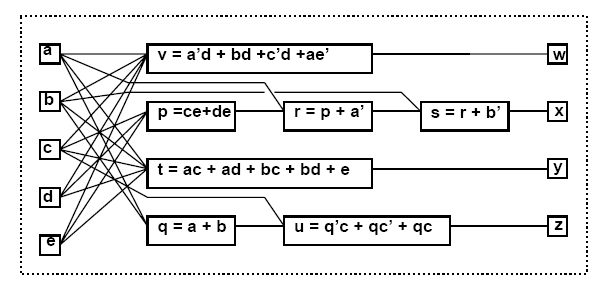 a v = a’d + bd +c’d +ae’ w
b p =ce+de r = p + a’ s = r + b’ x
c t = ac + ad + bc + bd + e y
d q = a + b u = q’c + qc’ + qc z
e